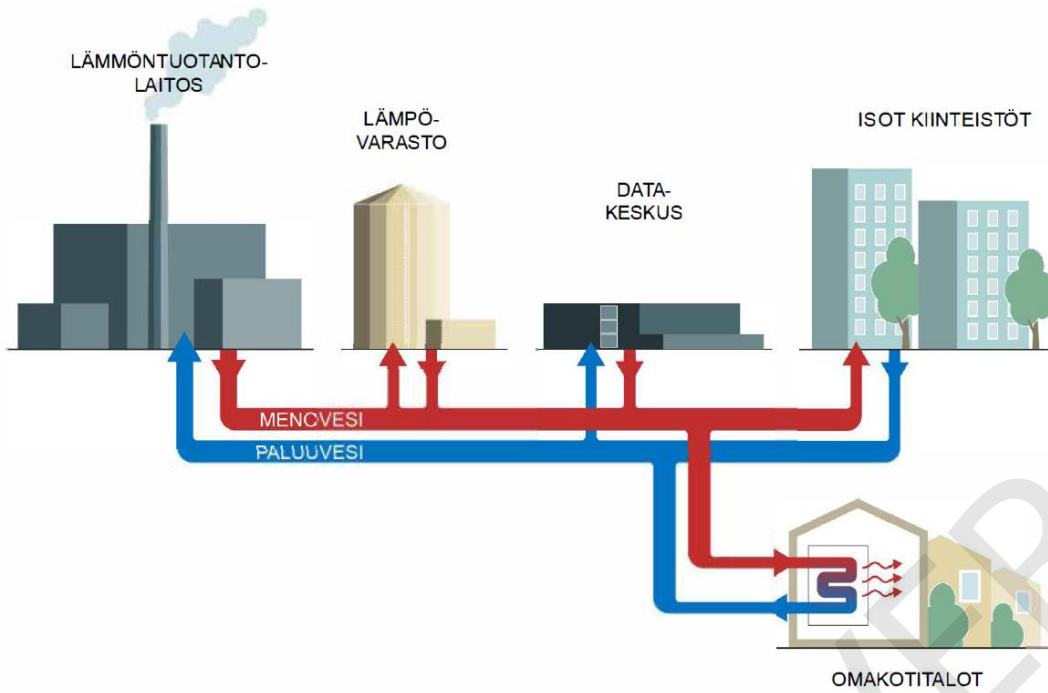 LÄMMÖNTUOTANTO-
LAITOS
LÄMPÖ-
VARASTO
DATA-
KESKUS
ISOT KIINTEISTÖT
MENOVESI
PALUUVESI
OMAKOTITALOT